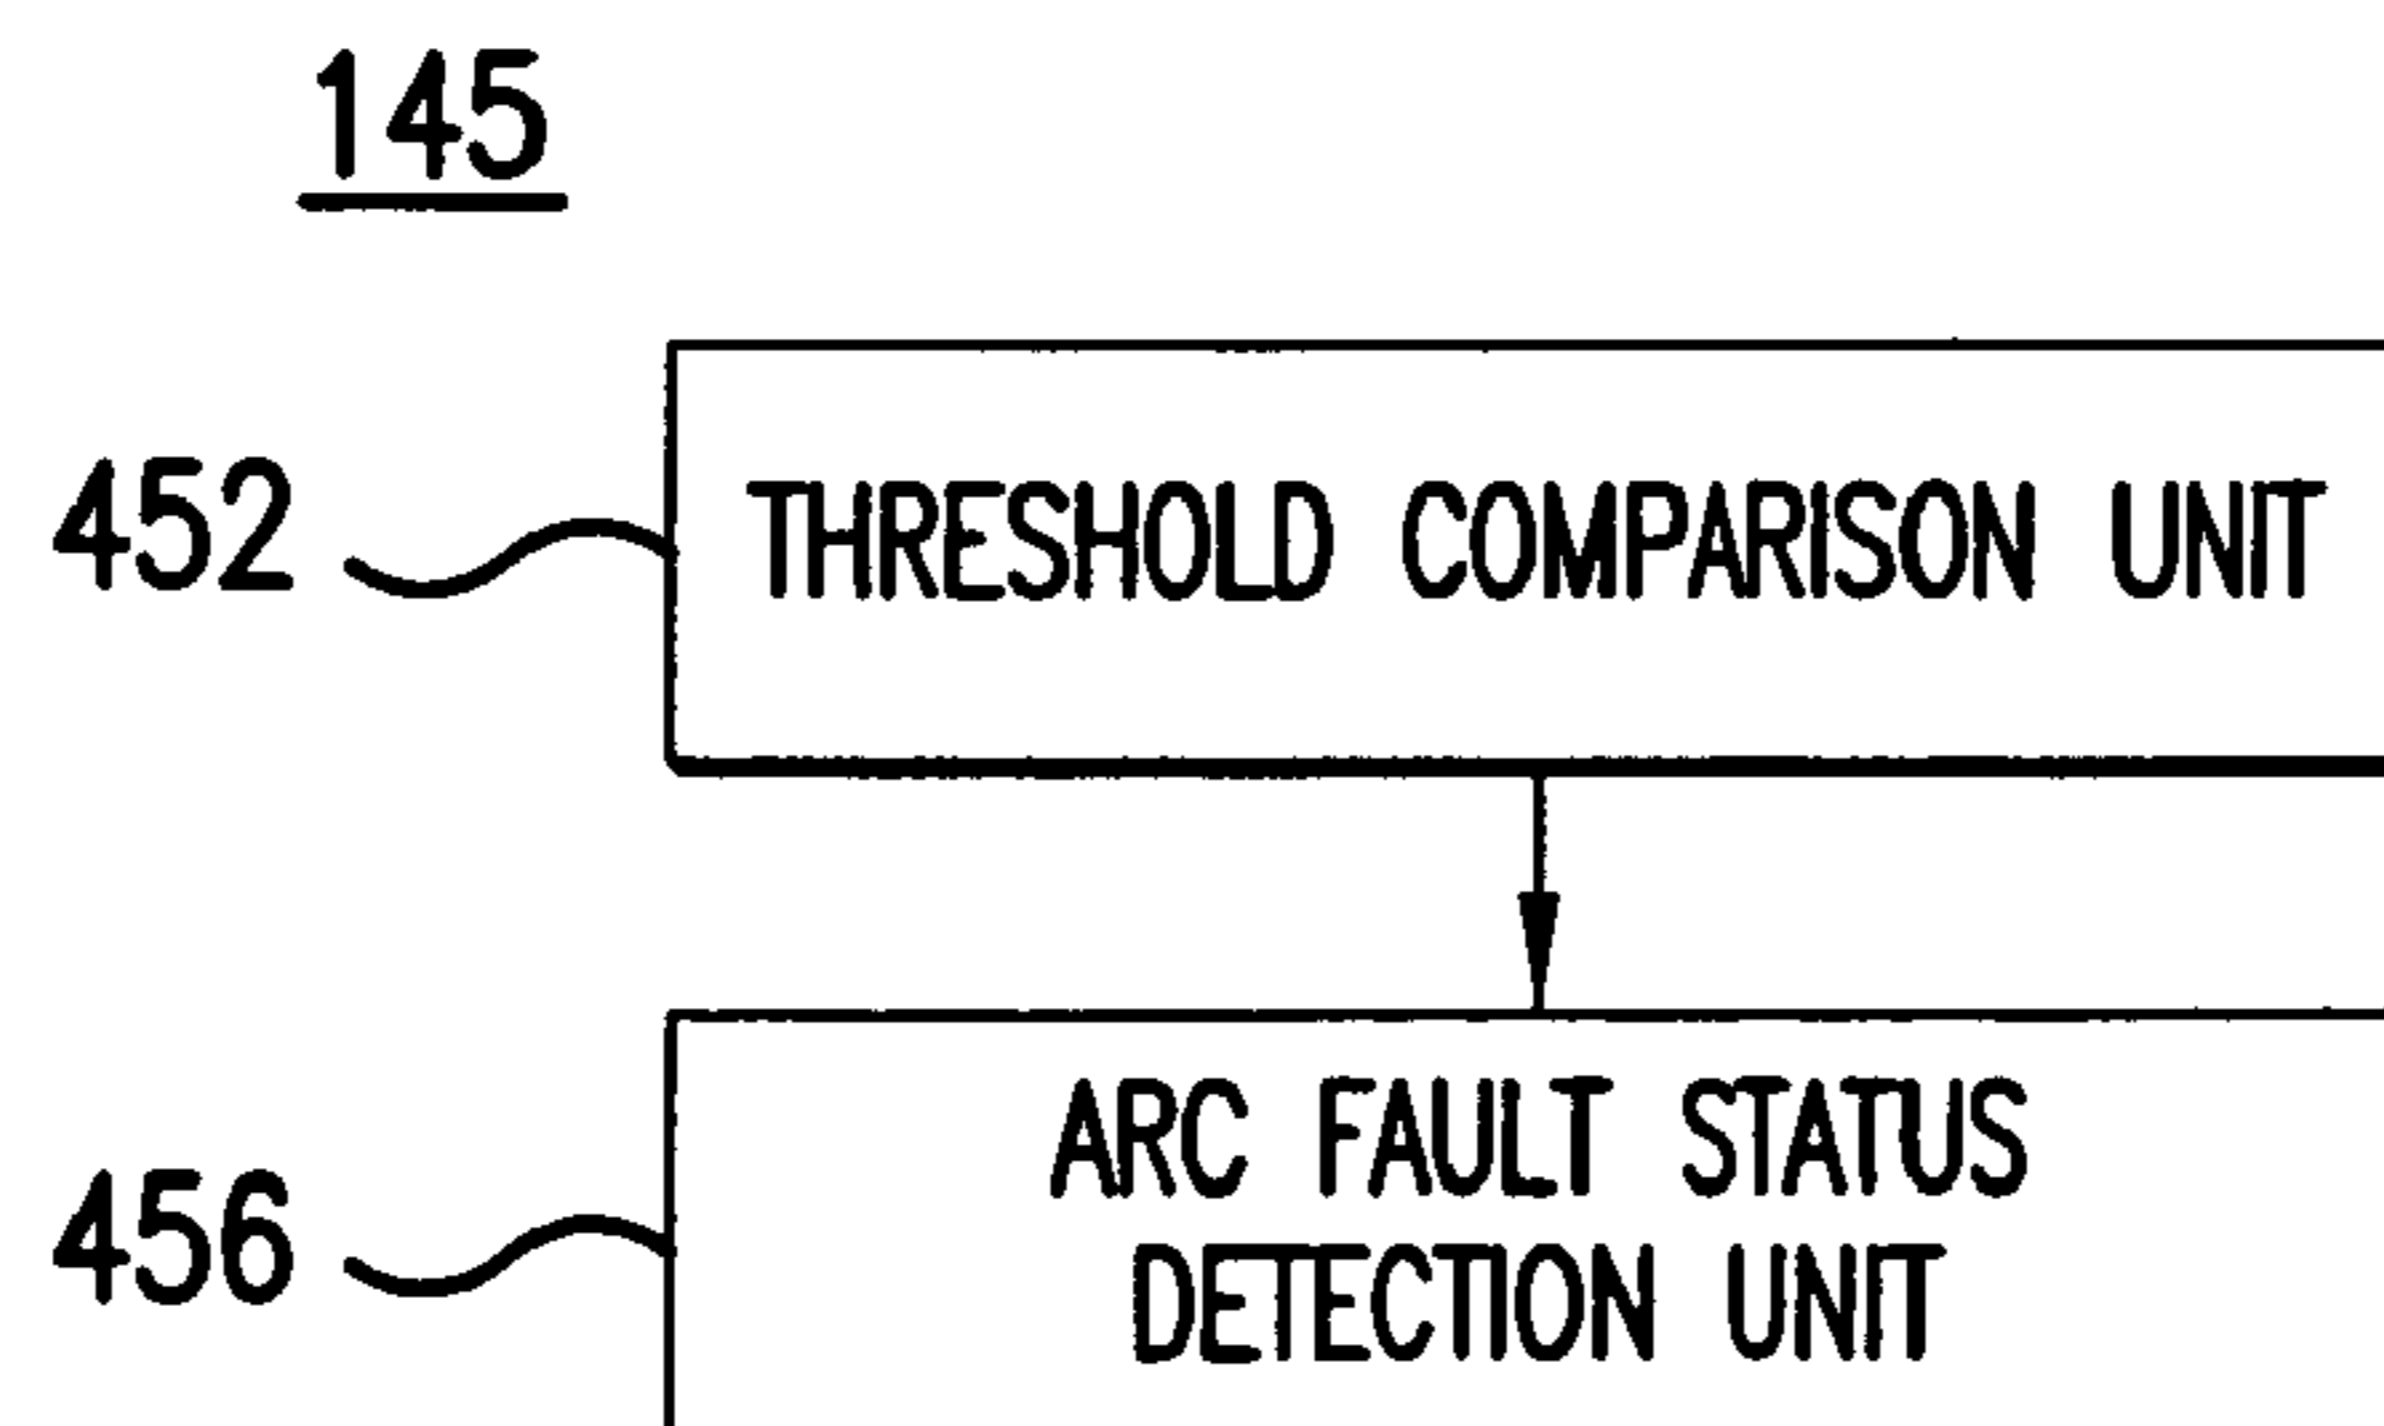 145
452
THRESHOLD COMPARISON UNIT
456
ARC FAULT STATUS
DETECTION UNIT